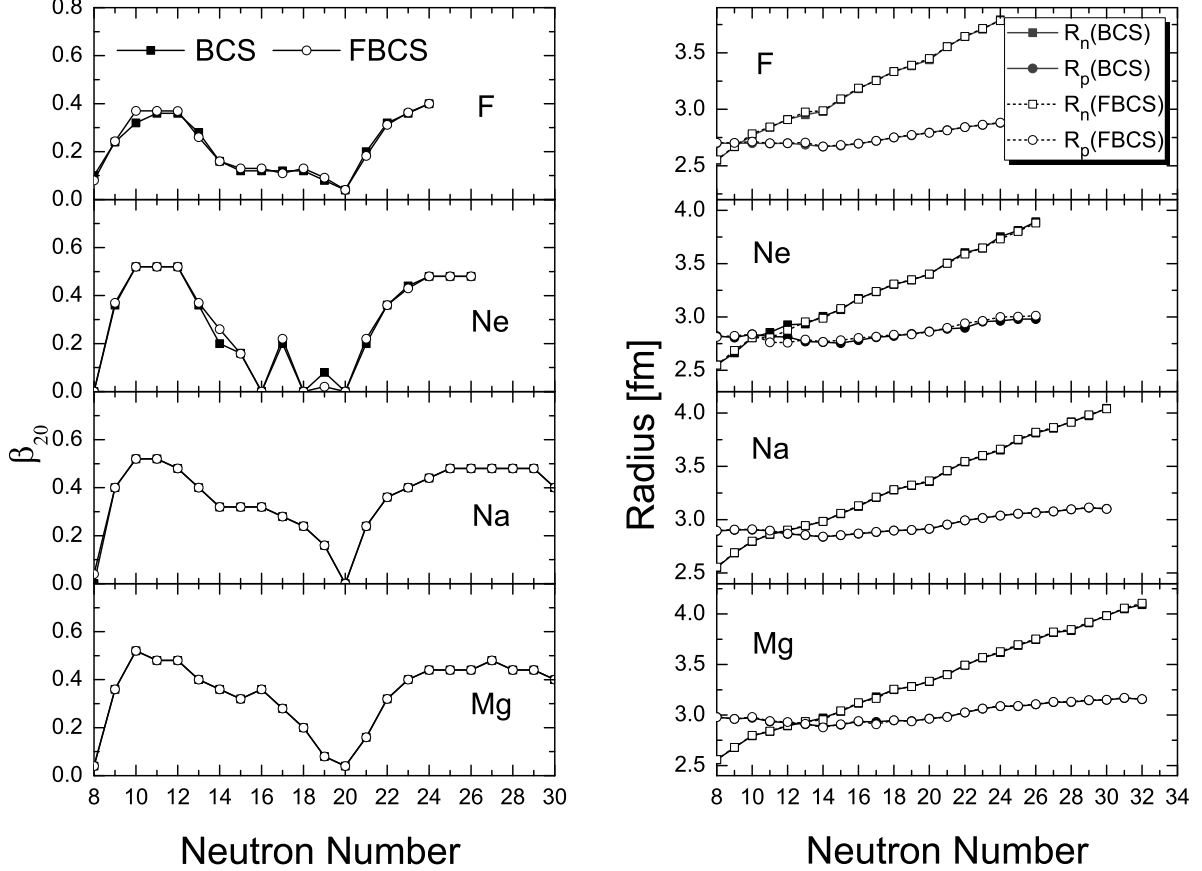 0.8
0.6
0.4
0.2
0.0
BCS
FBCS
F
0.6
0.4
0.2
0.0
Ne
0.6
0.4
0.2
0.0
Na
0.6
0.4
0.2
0.0
Mg
8 10 12 14 16 18 20 22 24 26 28 30
β20
Neutron Number
3.5
3.0
2.5
F
Rn(BCS)
Rp(BCS)
Rn(FBCS)
Rp(FBCS)
4.0
3.5
3.0
2.5
Ne
4.0
3.5
3.0
2.5
Na
4.0
3.5
3.0
2.5
Mg
8 10 12 14 16 18 20 22 24 26 28 30 32 34
Radius [fm]
Neutron Number